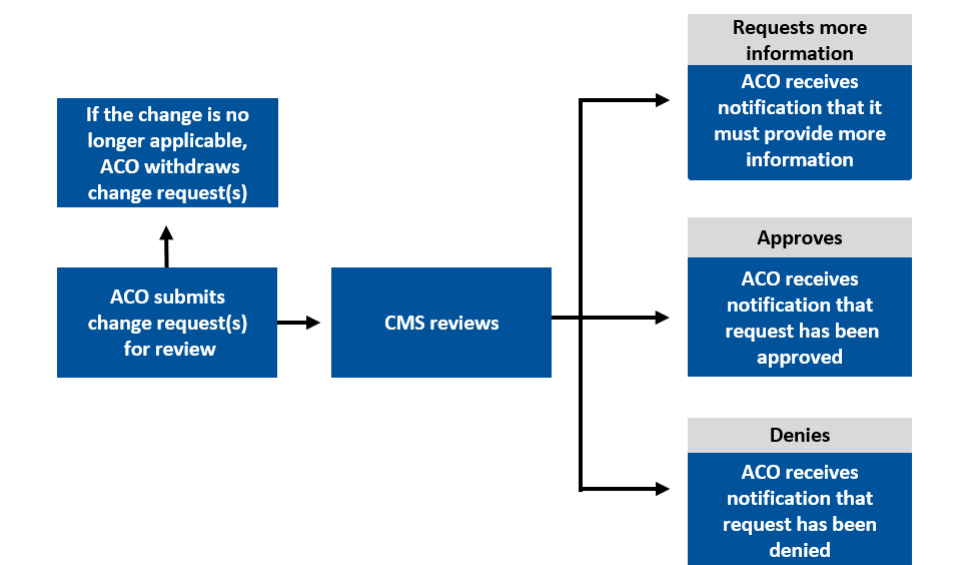 If the change is no
longer applicable,
ACO withdraws
change request(s)
ACO submits
change request(s)
for review
CMS reviews
Requests more
information
ACO receives
notification that it
must provide more
information
Approves
ACO receives
notification that
request has been
approved
Denies
ACO receives
notification that
request has been
denied